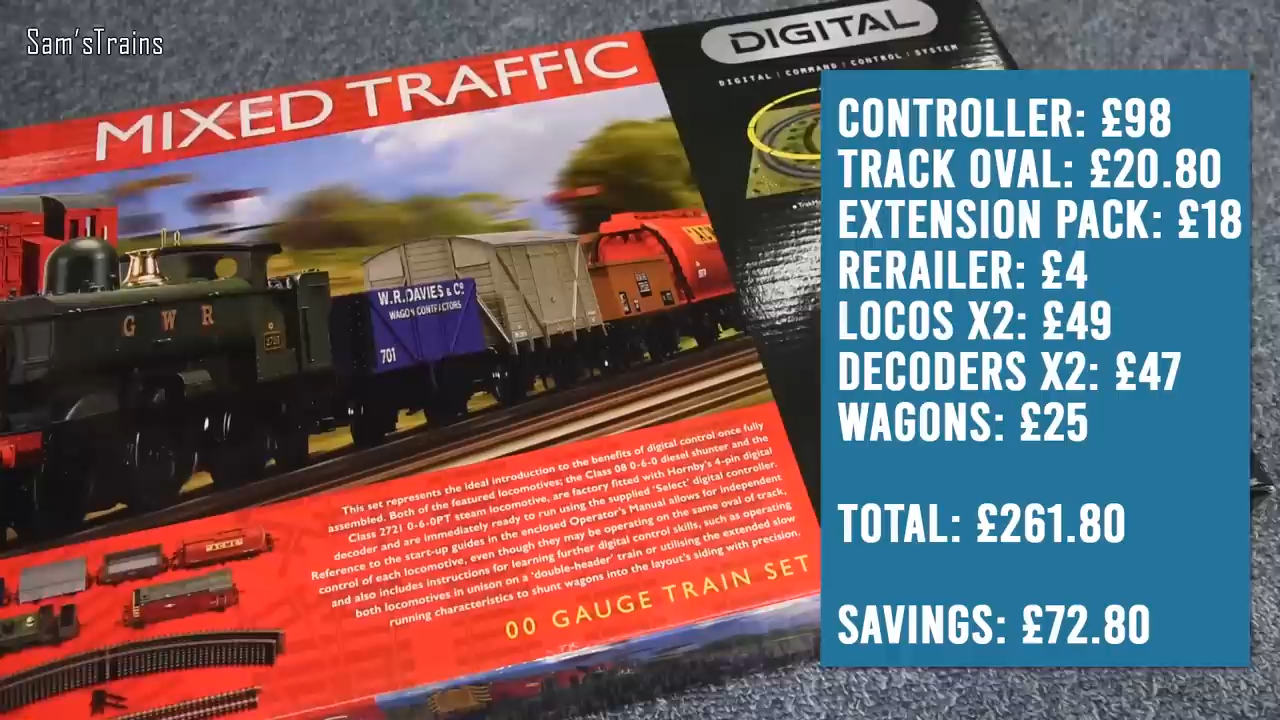 Sam'sTrains
MIXED TRAFFIC
DIGITAL
DIGITAL | COMMAND | CONTROL | SYSTEM
G W R
W.R.DAVIES & Co
WAGON CONTRACTORS
701
ACME
This set represents the ideal introduction to the benefits of digital control once fully
assembled. Both of the featured locomotives; the Class 08 0-6-0 diesel shunter and the
Class 2721 0-6-0PT steam locomotive, are factory fitted with Hornby's 4-pin digital
decoder and are immediately ready to run using the supplied 'Select' digital controller.
Reference to the start-up guides in the enclosed Operator's Manual allows for independent
control of each locomotive, even though they may be operating on the same oval of track,
and also includes instructions for learning further digital control skills, such as operating
both locomotives in unison on a 'double-header' train or utilising the extended slow
running characteristics to shunt wagons into the layout's siding with precision.
00 GAUGE TRAIN SET
CONTROLLER: £98
TRACK OVAL: £20.80
EXTENSION PACK: £18
RERAILER: £4
LOCOS X2: £49
DECODERS X2: £47
WAGONS: £25
TOTAL: £261.80
SAVINGS: £72.80